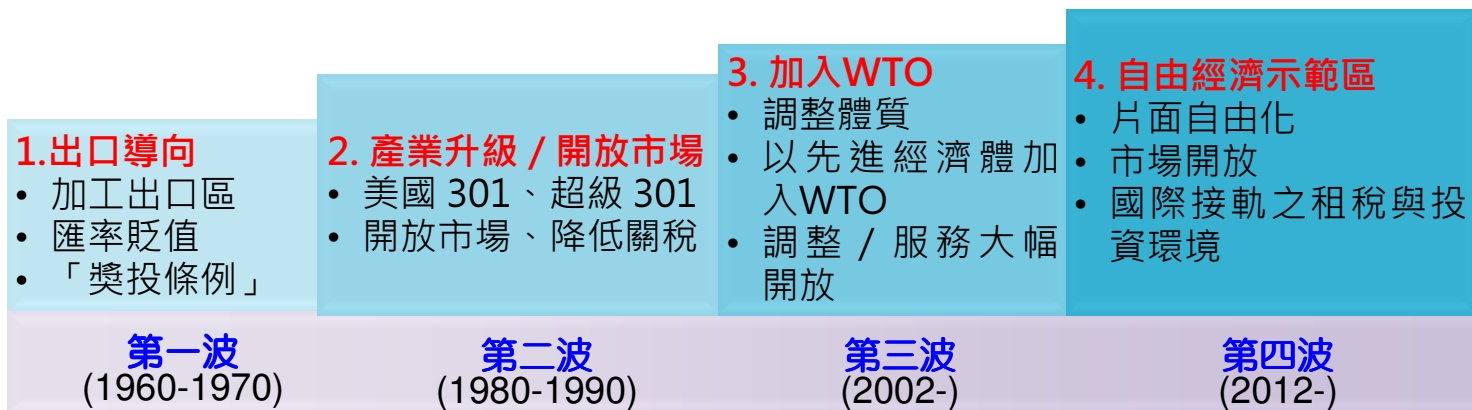 1.出口導向
• 加工出口區
• 匯率貶值
• 「獎投條例」
2. 產業升級 / 開放市場
• 美國 301、超級 301
• 開放市場、降低關稅
3. 加入WTO
• 調整體質
• 以先進經濟體加
入WTO
• 調整 / 服務大幅
開放
4. 自由經濟示範區
• 片面自由化
• 市場開放
• 國際接軌之租稅與投
資環境
第一波
(1960-1970)
第二波
(1980-1990)
第三波
(2002-)
第四波
(2012-)